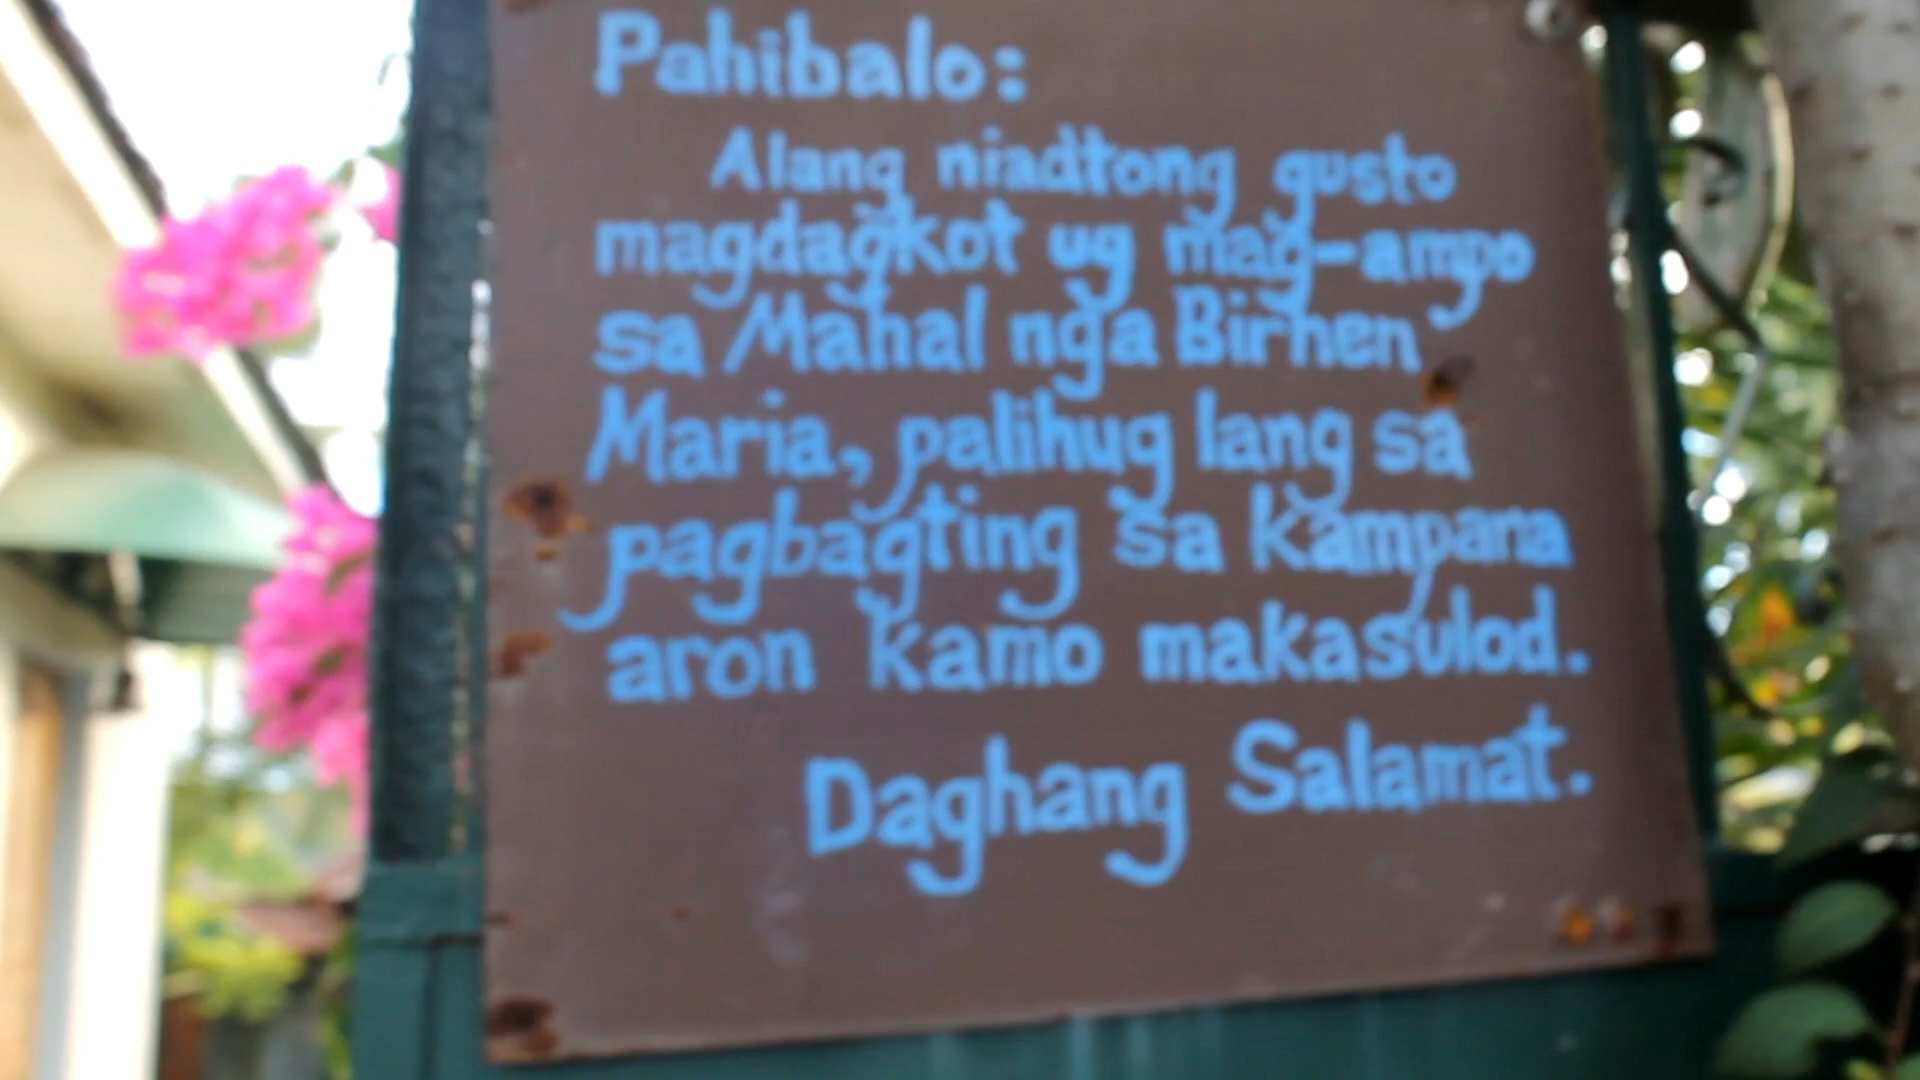 Pahibalo:
Alang niadtong gusto
magdagkot ug mag-ampo
sa Mahal nga Birhen
Maria, palihug lang sa
pagbagting sa kampana
aron kamo makasulod.
Daghang Salamat.